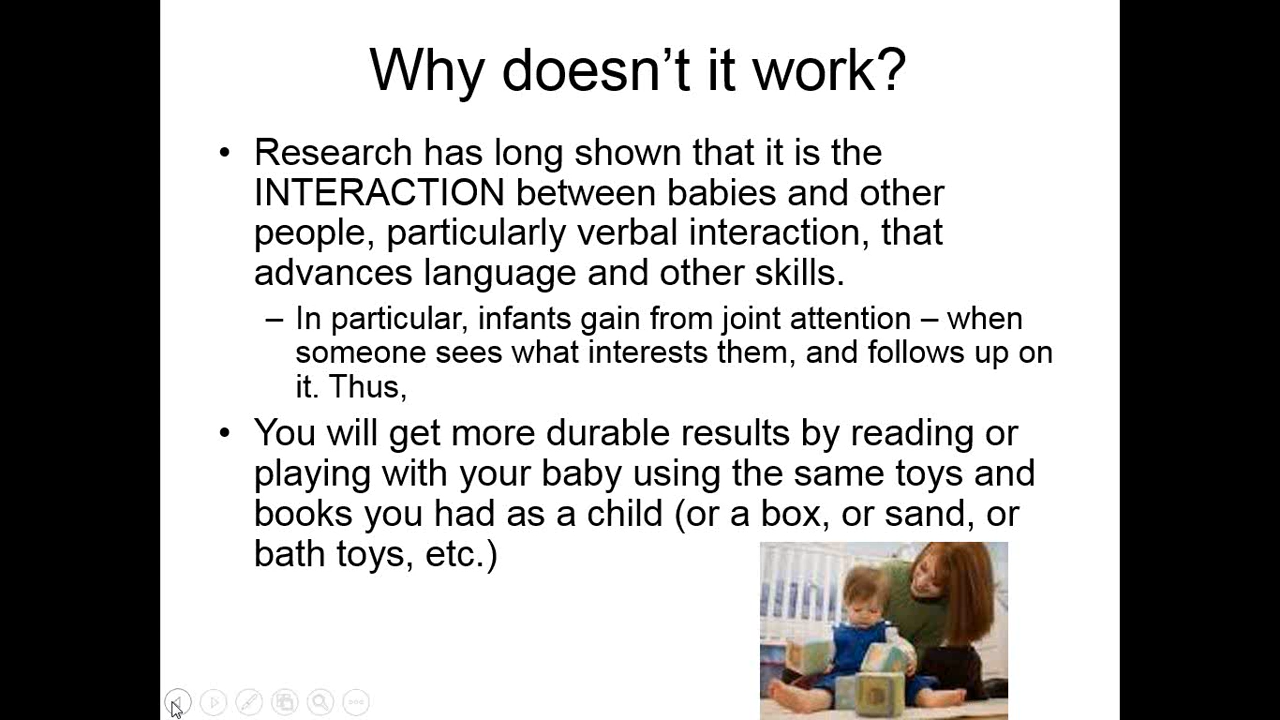 Why doesn’t it work?
• Research has long shown that it is the
INTERACTION between babies and other
people, particularly verbal interaction, that
advances language and other skills.
– In particular, infants gain from joint attention – when
someone sees what interests them, and follows up on
it. Thus,
• You will get more durable results by reading or
playing with your baby using the same toys and
books you had as a child (or a box, or sand, or
bath toys, etc.)